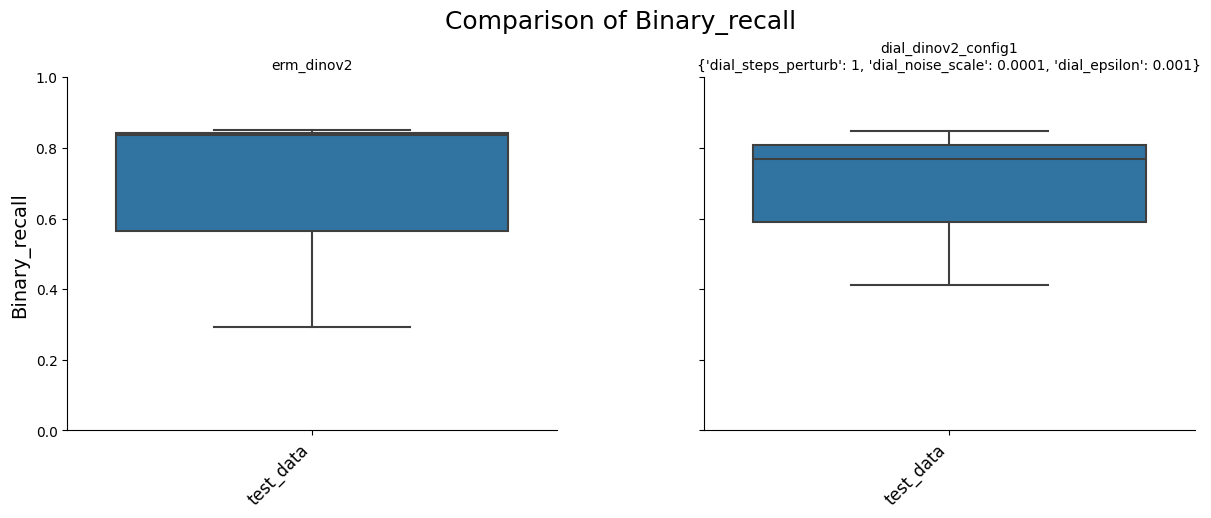 Comparison of Binary_recall
erm_dinov2
dial_dinov2_config1
{'dial_steps_perturb': 1, 'dial_noise_scale': 0.0001, 'dial_epsilon': 0.001}
Binary_recall
1.0
0.8
0.6
0.4
0.2
0.0
test_data
test_data